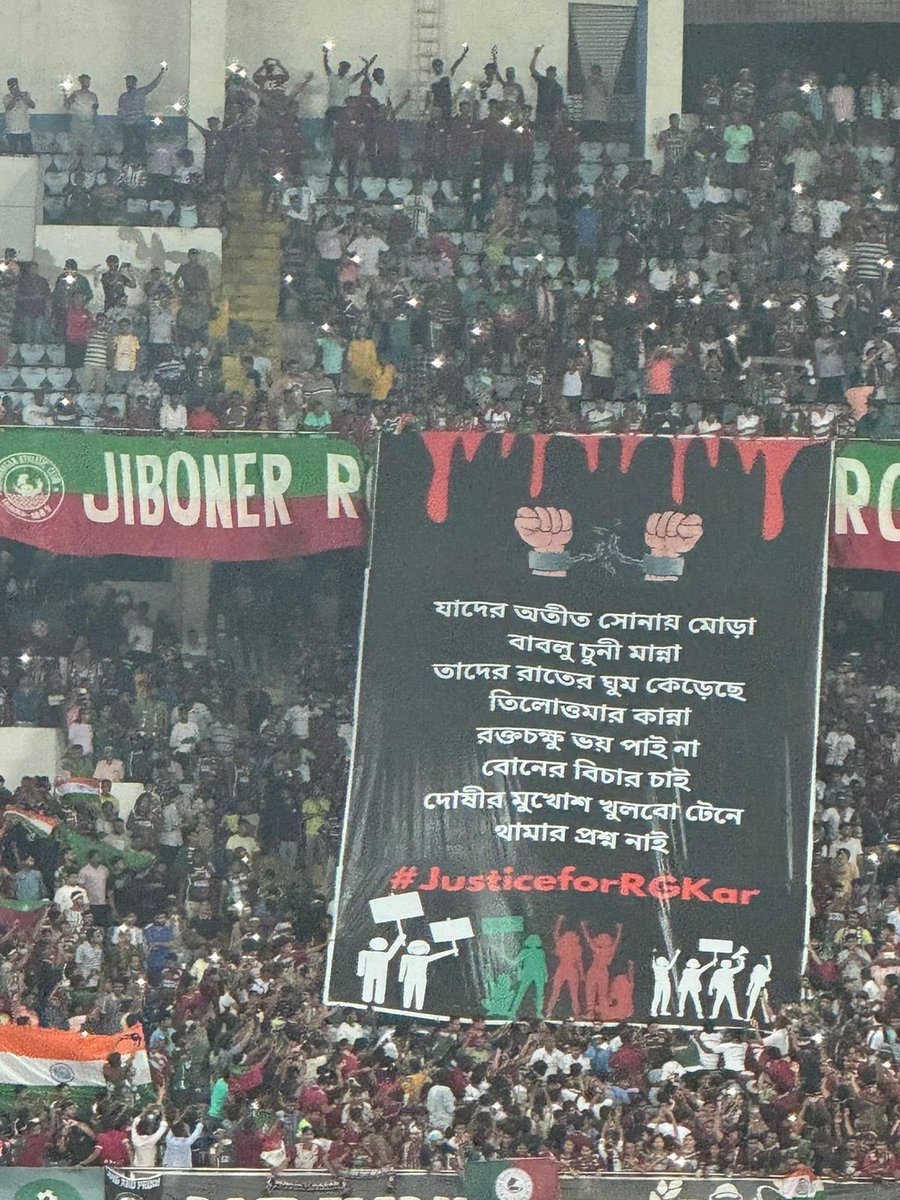 JIBONER
যাদের অতীত সোনায় মোড়া
বাবলু চুনী মান্না
তাদের রাতের ঘুম কেড়েছে
তিলোত্তমার কান্না
রক্তচক্ষু ভয় পাই না
বোনের বিচার চাই
দোষীর মুখোশ খুলবো টেনে
থামার প্রশ্ন নাই
#JusticeforRGKar